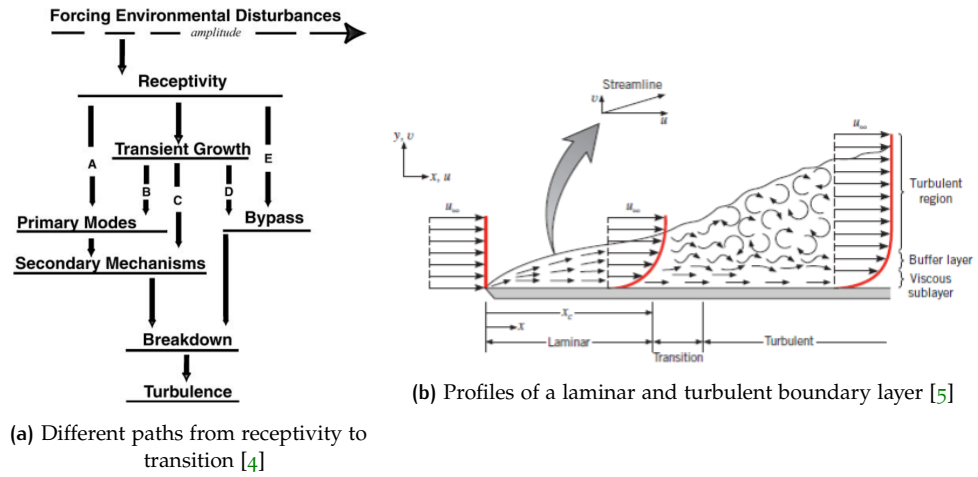 Forcing Environmental Disturbances
amplitude
Receptivity
A
Transient Growth
E
B
C
D
Primary Modes
Bypass
Secondary Mechanisms
Breakdown
Turbulence
(a) Different paths from receptivity to
transition [4]
Streamline
υ
u
y, υ
x, u
u∞
u∞
u∞
Turbulent
region
Buffer layer
Viscous
sublayer
xc
x
Laminar
Transition
Turbulent
(b) Profiles of a laminar and turbulent boundary layer [5]